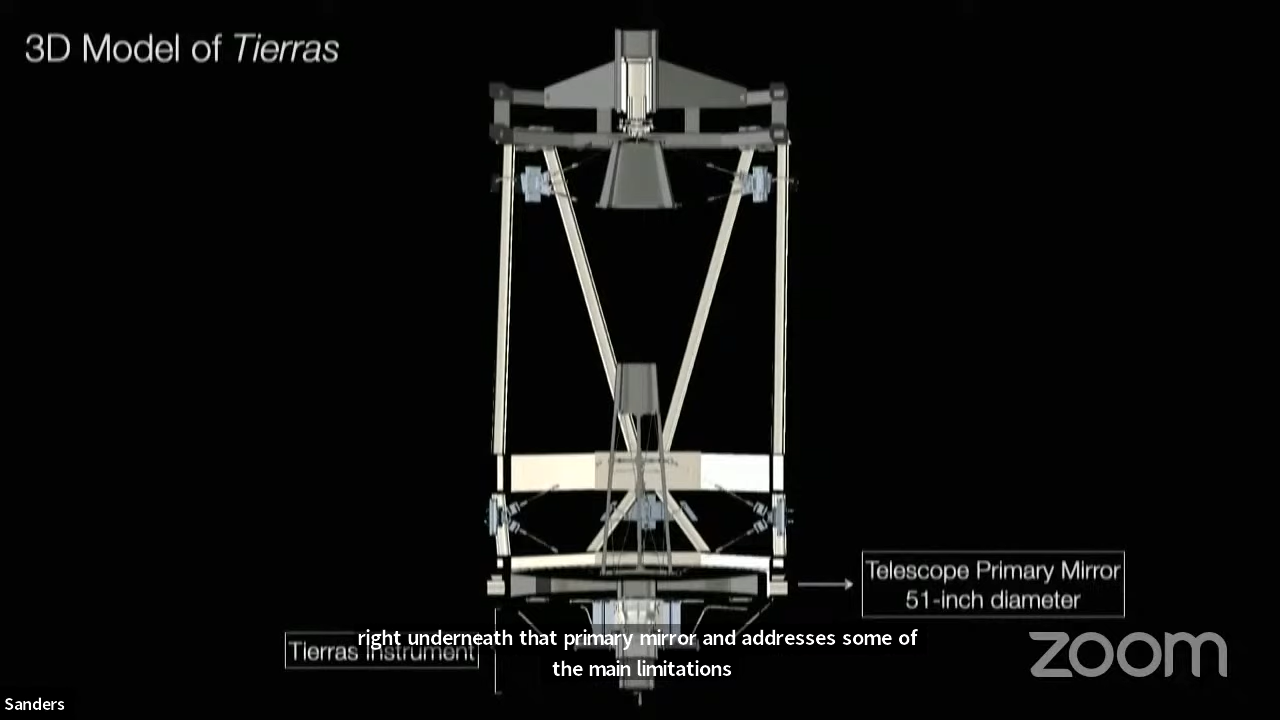 3D Model of Tierras
Telescope Primary Mirror
51-inch diameter
Tierras Instrument
right underneath that primary mirror and addresses some of
the main limitations
zoom
Sanders